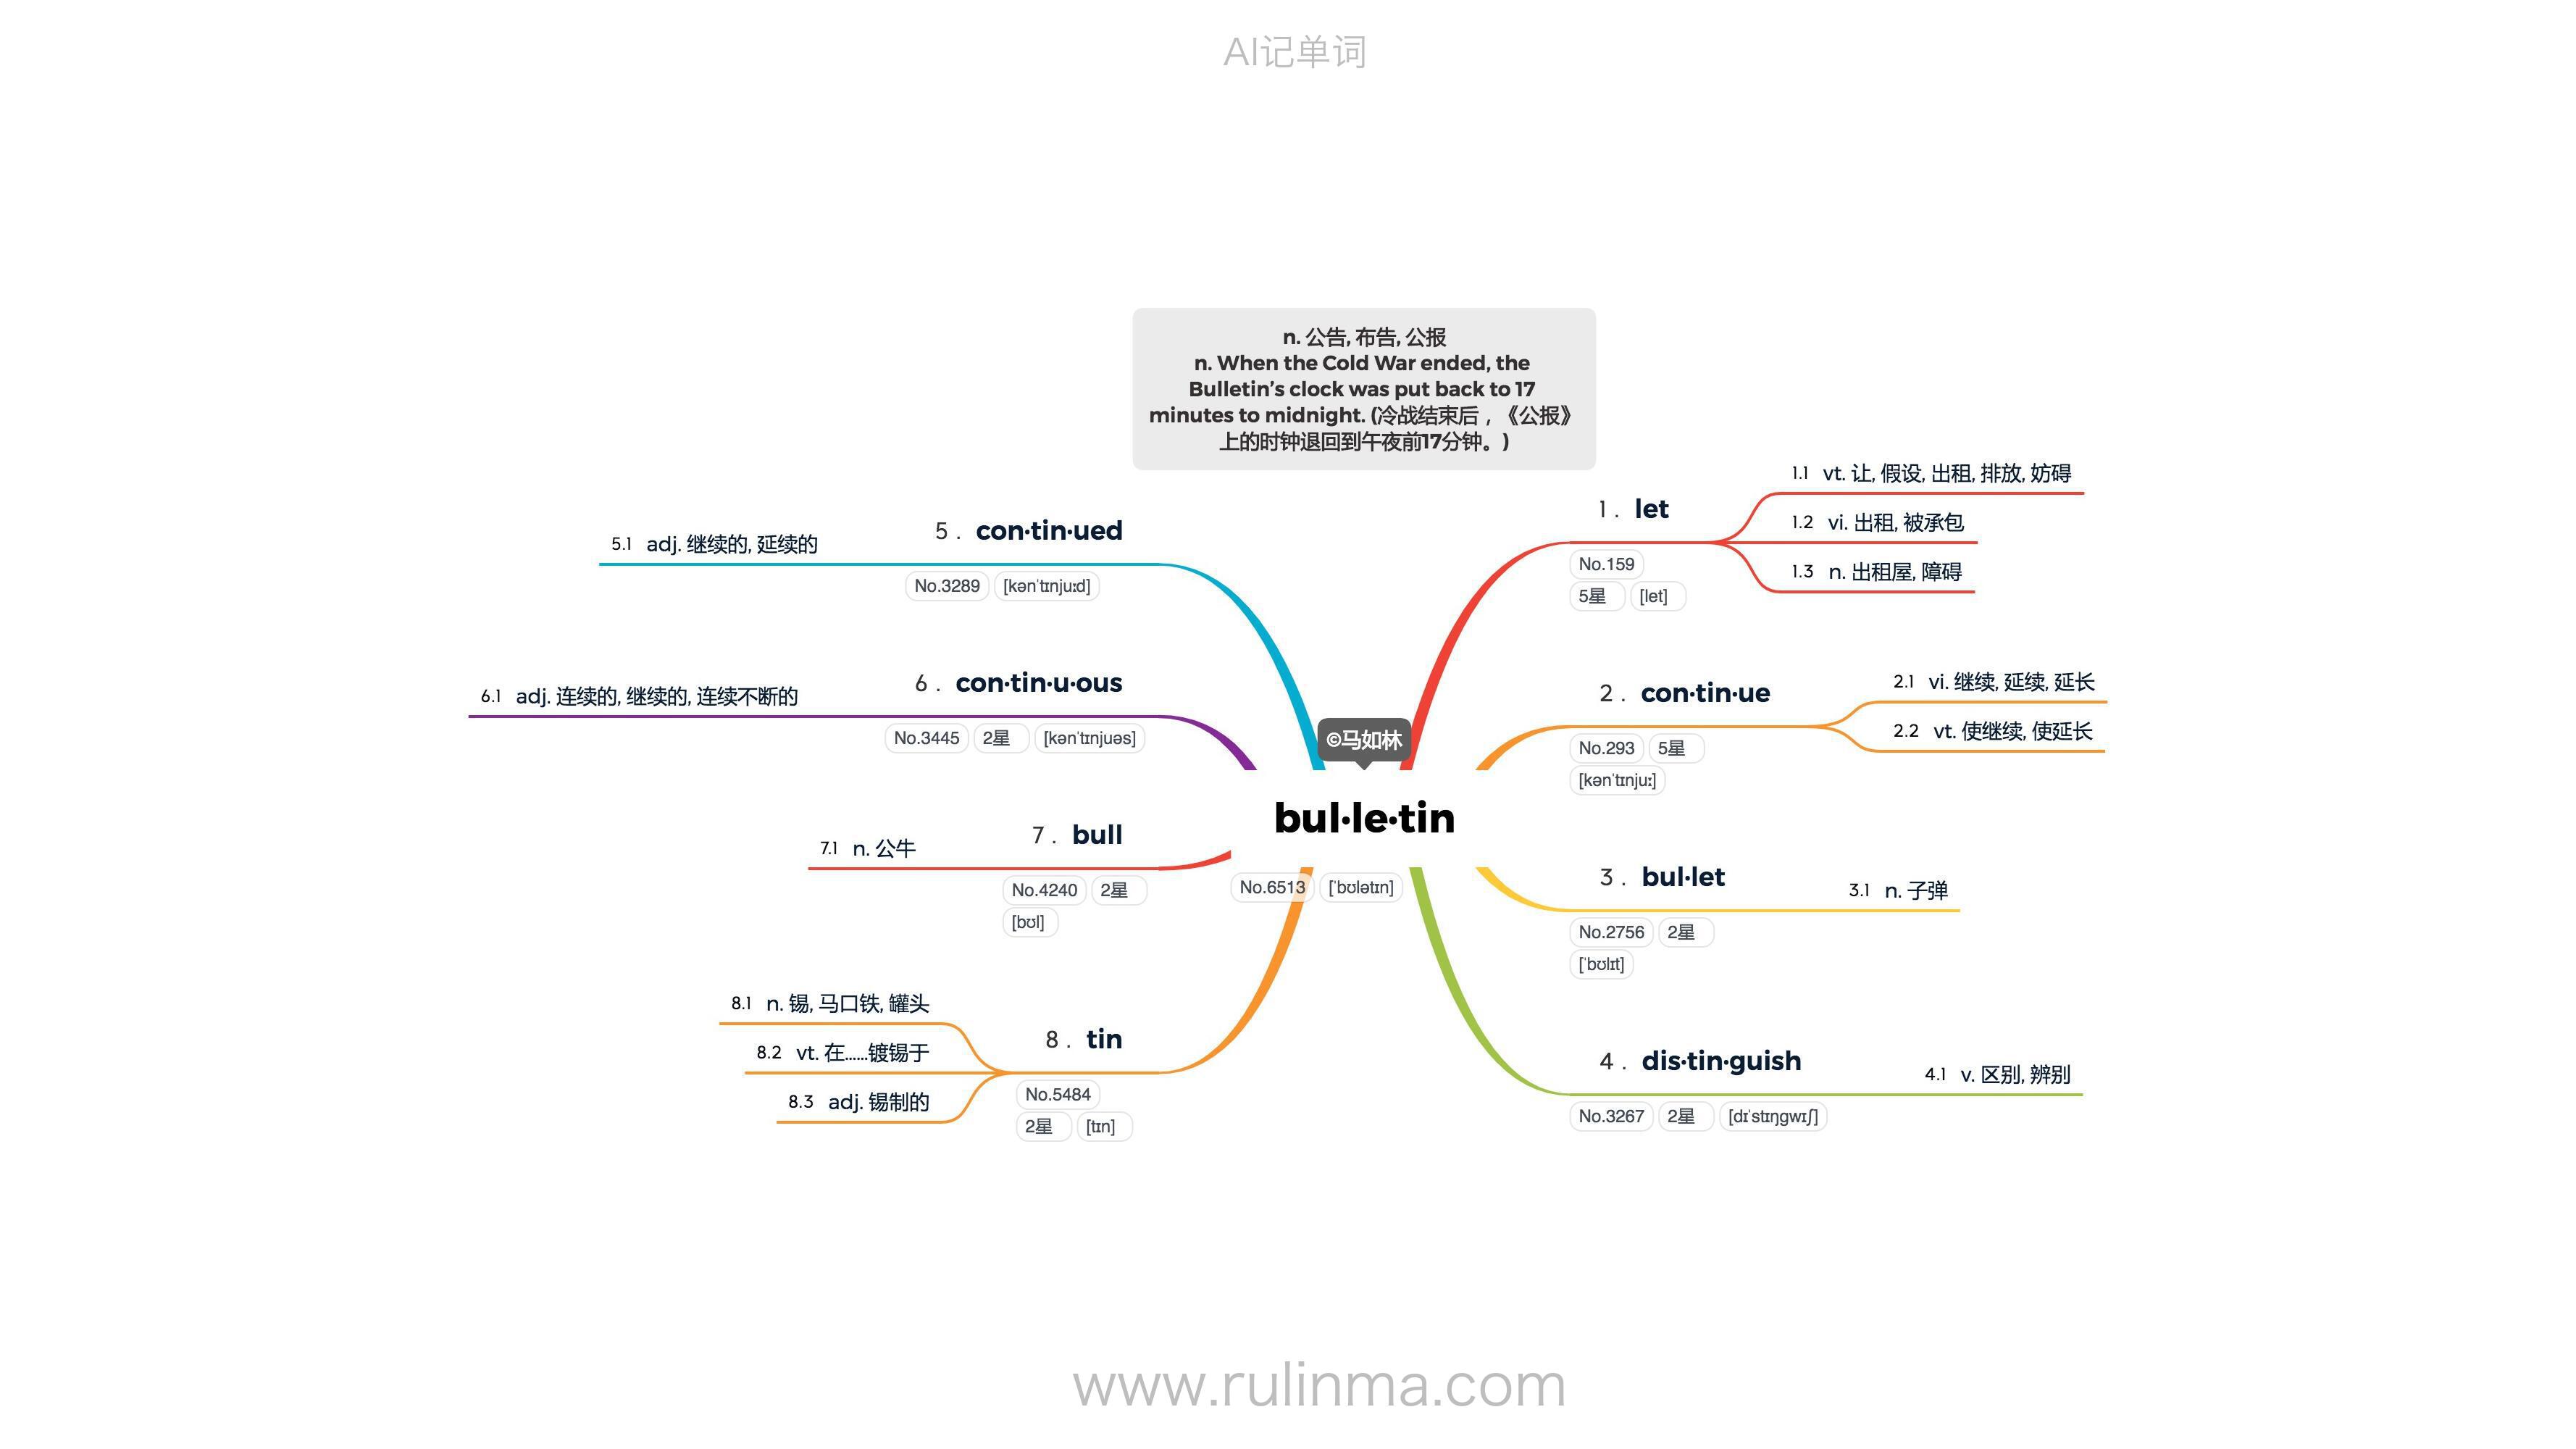 AI记单词
n. 公告, 布告, 公报
n. When the Cold War ended, the
Bulletin’s clock was put back to 17
minutes to midnight. (冷战结束后，《公报》
上的时钟退回到午夜前17分钟。)
©马如林
bul·le·tin
No.6513 [ˈbʊlətɪn]
1. let
No.159
5星 [let]
1.1 vt. 让, 假设, 出租, 排放, 妨碍
1.2 vi. 出租, 被承包
1.3 n. 出租屋, 障碍
2. con·tin·ue
No.293 5星
[kənˈtɪnjuː]
2.1 vi. 继续, 延续, 延长
2.2 vt. 使继续, 使延长
3. bul·let
No.2756 2星
[ˈbʊlɪt]
3.1 n. 子弹
4. dis·tin·guish
No.3267 2星 [dɪˈstɪŋɡwɪʃ]
4.1 v. 区别, 辨别
5. con·tin·ued
No.3289 [kənˈtɪnjuːd]
5.1 adj. 继续的, 延续的
6. con·tin·u·ous
No.3445 2星 [kənˈtɪnjuəs]
6.1 adj. 连续的, 继续的, 连续不断的
7. bull
No.4240 2星
[bʊl]
7.1 n. 公牛
8. tin
No.5484
2星 [tɪn]
8.1 n. 锡, 马口铁, 罐头
8.2 vt. 在......镀锡于
8.3 adj. 锡制的
www.rulinma.com